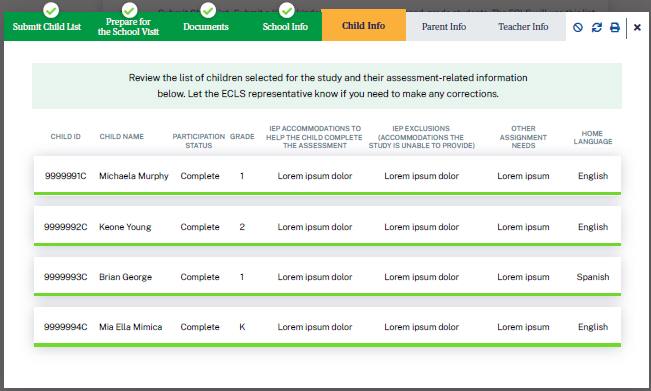 Submit Child List
Prepare for
the School Visit
Documents
School Info
Child Info
Parent Info
Teacher Info
Review the list of children selected for the study and their assessment-related information
below. Let the ECLS representative know if you need to make any corrections.
CHILD ID
CHILD NAME
PARTICIPATION
STATUS
GRADE
IEP ACCOMMODATIONS TO
HELP THE CHILD COMPLETE
THE ASSESSMENT
IEP EXCLUSIONS
(ACCOMMODATIONS THE
STUDY IS UNABLE TO PROVIDE)
OTHER
ASSIGNMENT
NEEDS
HOME
LANGUAGE
9999991C Michaela Murphy Complete 1 Lorem ipsum dolor Lorem ipsum dolor Lorem ipsum English
9999992C Keone Young Complete 2 Lorem ipsum dolor Lorem ipsum dolor Lorem ipsum English
9999993C Brian George Complete 1 Lorem ipsum dolor Lorem ipsum dolor Lorem ipsum Spanish
9999994C Mia Ella Mimica Complete K Lorem ipsum dolor Lorem ipsum dolor Lorem ipsum English